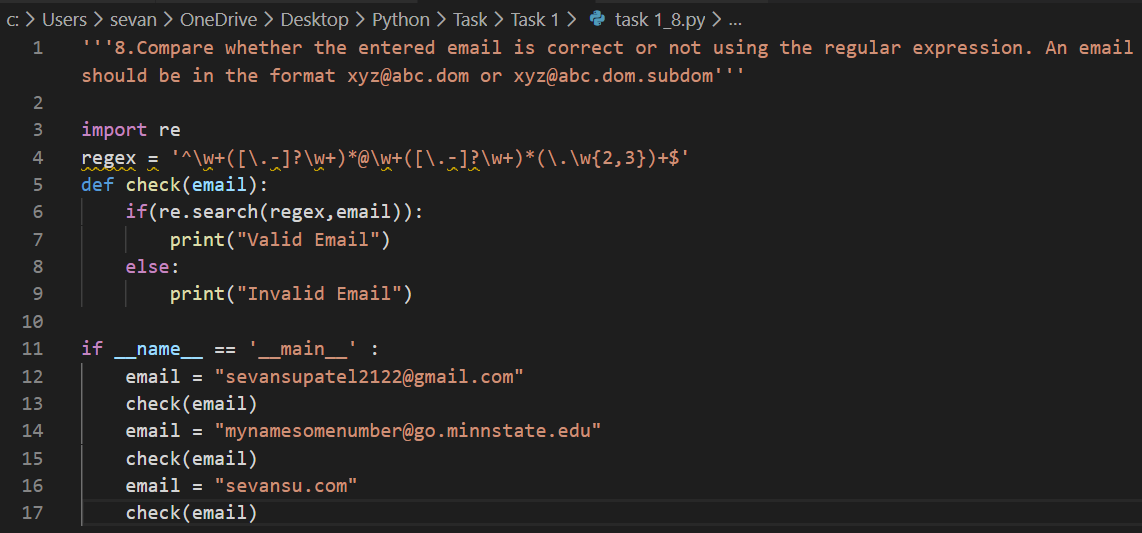 c: > Users > sevan > OneDrive > Desktop > Python > Task > Task 1 > task 1_8.py > ...
1 '''8.Compare whether the entered email is correct or not using the regular expression. An email
should be in the format xyz@abc.dom or xyz@abc.dom.subdom'''
2
3 import re
4 regex = '^\w+([\.-]?\w+)*@\w+([\.-]?\w+)*(\.\w{2,3})+$'
5 def check(email):
6     if(re.search(regex,email)):
7         print("Valid Email")
8     else:
9         print("Invalid Email")
10
11 if __name__ == '__main__' :
12     email = "sevansupatel2122@gmail.com"
13     check(email)
14     email = "mynamesomenumber@go.minnstate.edu"
15     check(email)
16     email = "sevansu.com"
17     check(email)